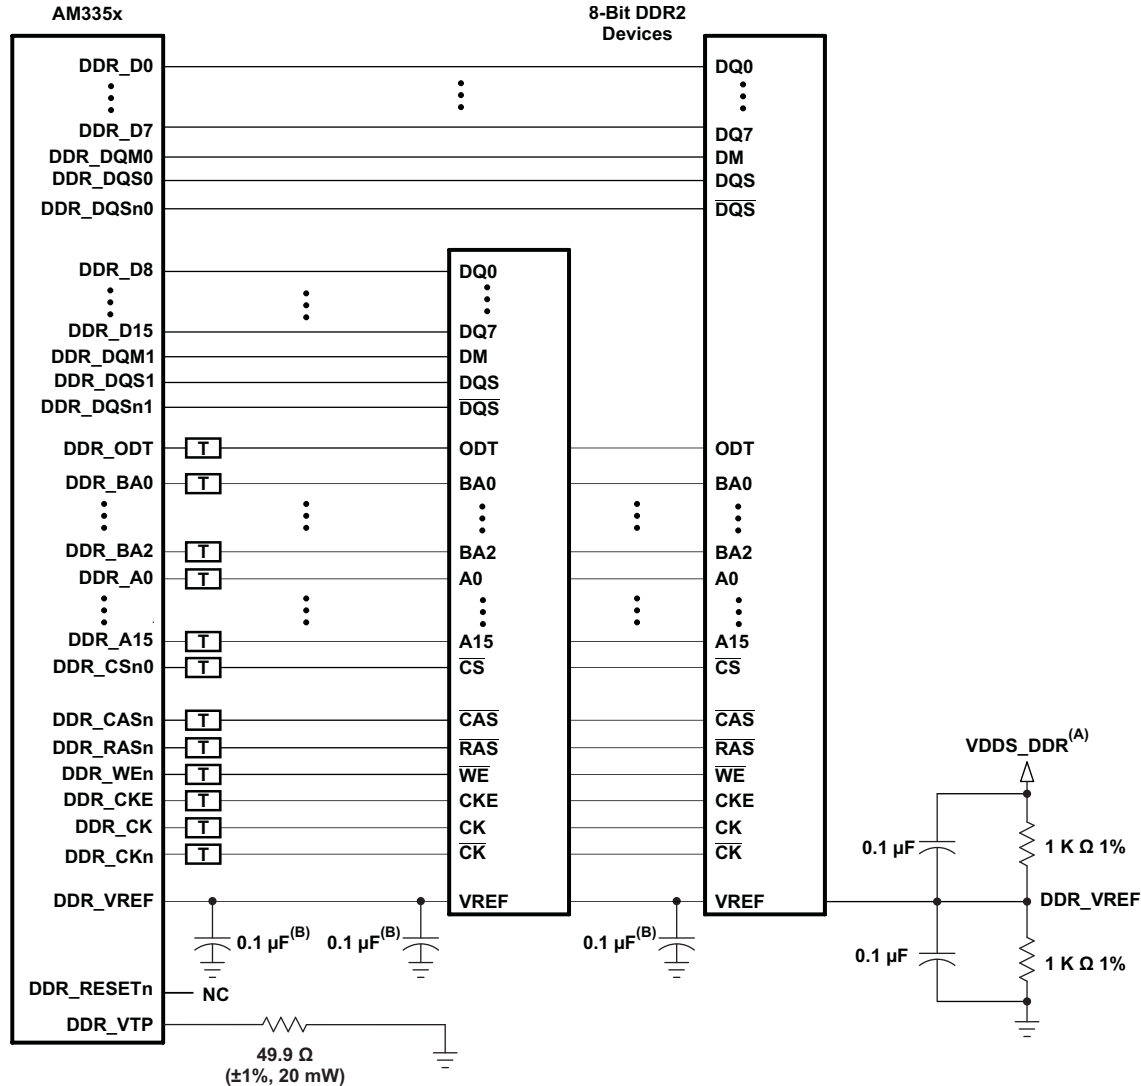 AM335x
8-Bit DDR2
Devices
DDR_D0
DQ0
DDR_D7
DQ7
DDR_DQM0
DM
DDR_DQS0
DQS
DDR_DQSn0
DQS
DDR_D8
DQ0
DDR_D15
DQ7
DDR_DQM1
DM
DDR_DQS1
DQS
DDR_DQSn1
DQS
DDR_ODT T ODT ODT
DDR_BA0 T BA0 BA0
DDR_BA2 T BA2 BA2
DDR_A0 T A0 A0
DDR_A15 T A15 A15
DDR_CSn0 T CS CS
DDR_CASn T CAS CAS
DDR_RASn T RAS RAS
DDR_WEn T WE WE
DDR_CKE T CKE CKE
DDR_CK T CK CK
DDR_CKn T CK CK
VDDS_DDR(A)
0.1 µF 1 K Ω 1%
DDR_VREF VREF VREF DDR_VREF
0.1 µF(B) 0.1 µF(B) 0.1 µF(B)
0.1 µF 1 K Ω 1%
DDR_RESETn NC
DDR_VTP
49.9 Ω
(±1%, 20 mW)